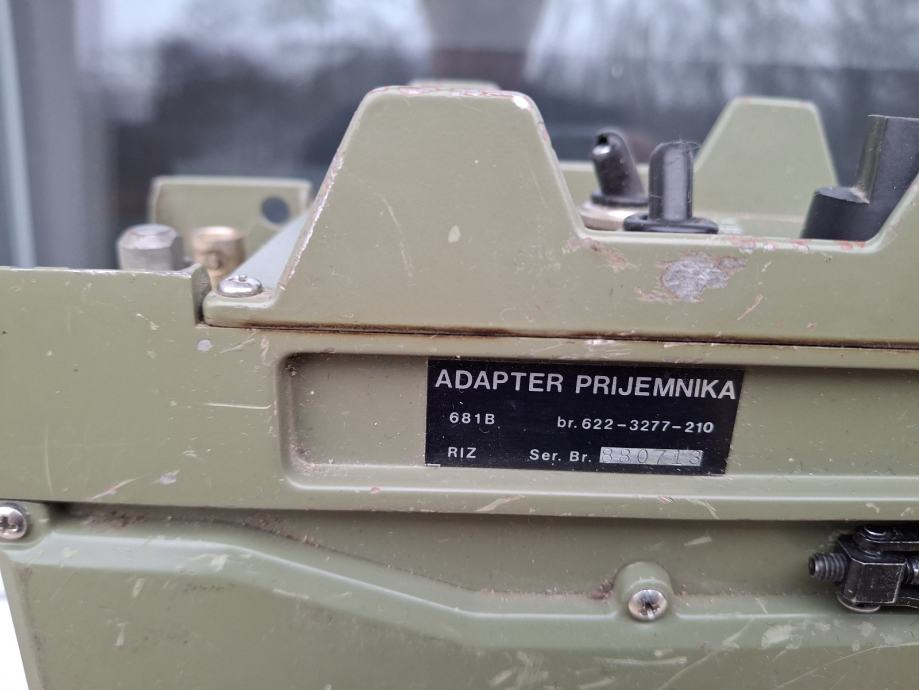 ADAPTER PRIJEMNIKA
681B br. 622-3277-210
RIZ Ser. Br. 880713